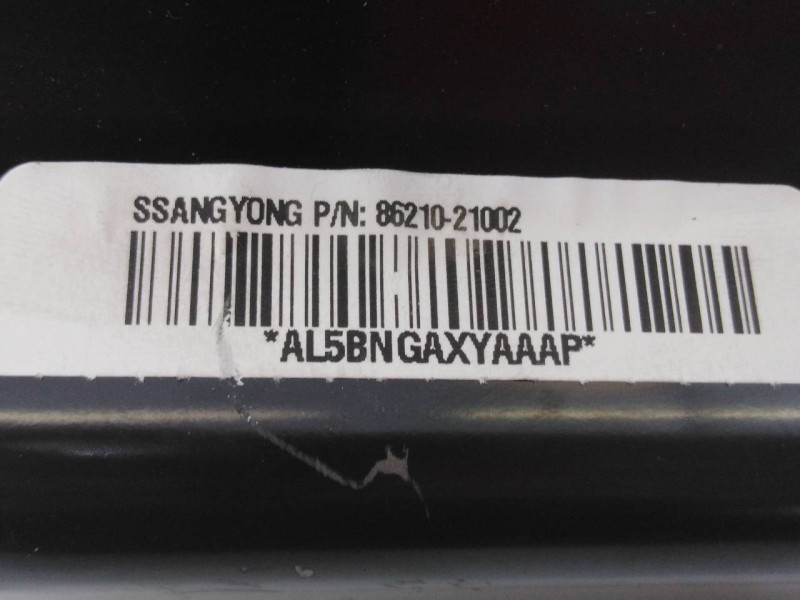 SSANGYONG P/N: 86210-21002
*AL5BNGAXYAAAP*